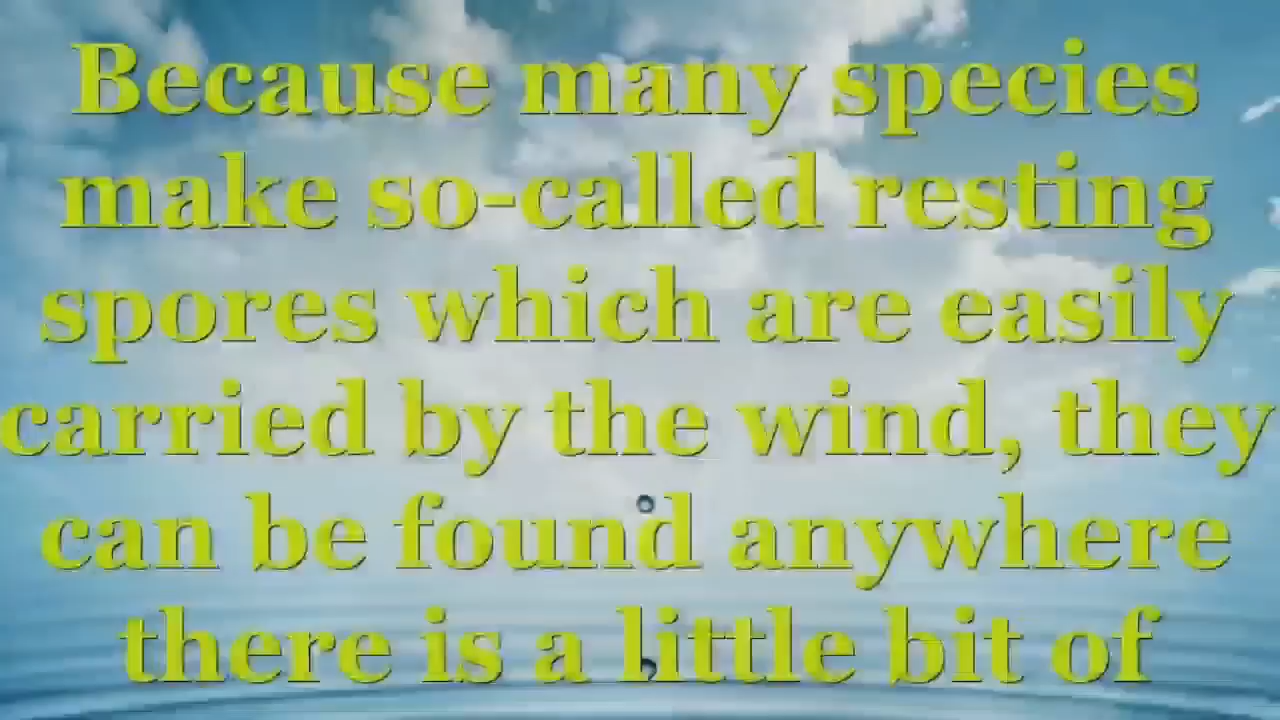 Because many species
make so-called resting
spores which are easily
carried by the wind, they
can be found anywhere
there is a little bit of